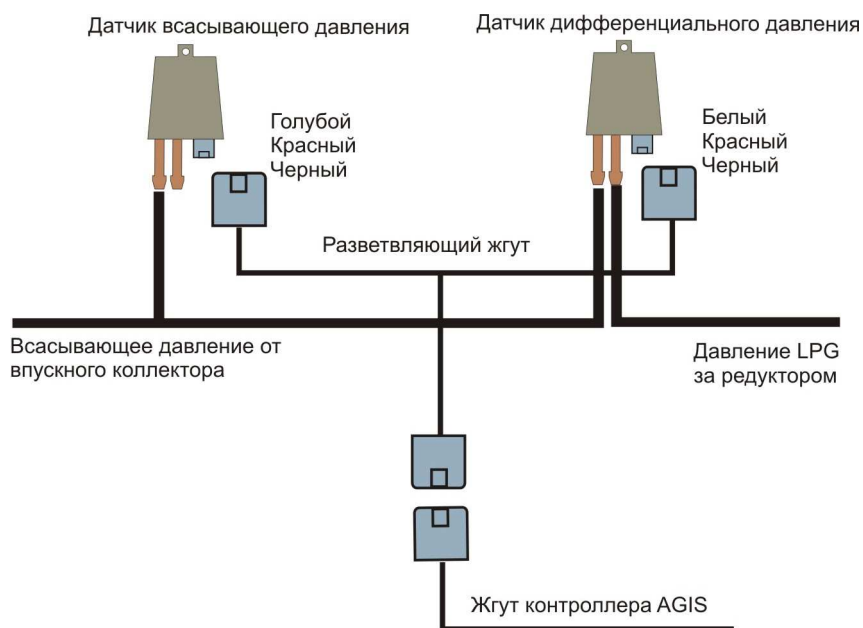 Датчик всасывающего давления
Датчик дифференциального давления
Голубой
Красный
Черный
Белый
Красный
Черный
Разветвляющий жгут
Всасывающее давление от
впускного коллектора
Давление LPG
за редуктором
Жгут контроллера AGIS